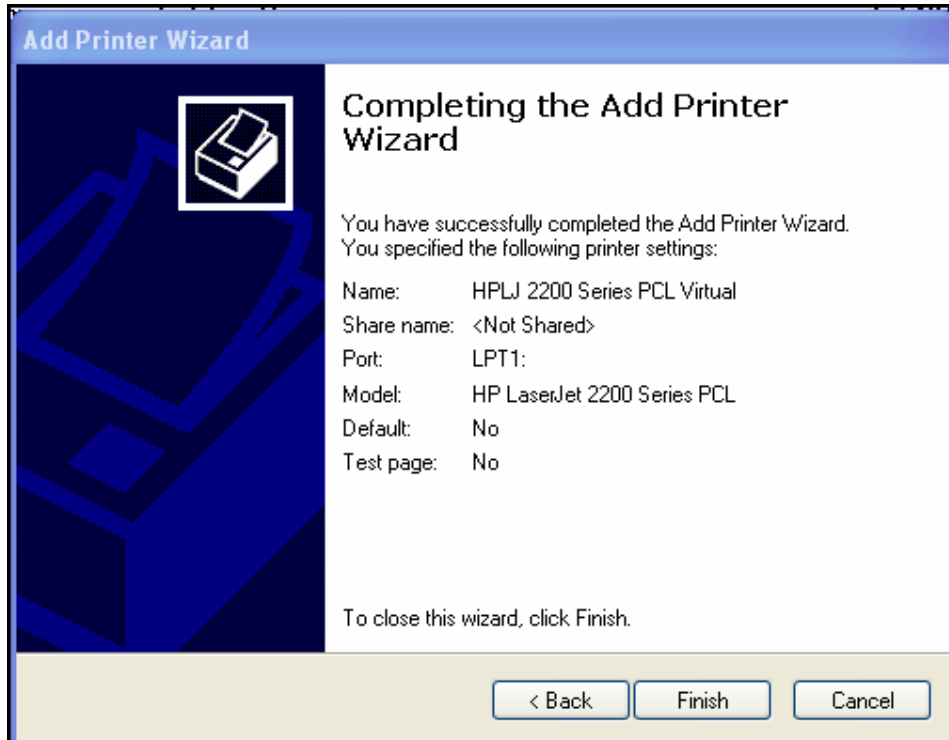 Add Printer Wizard
Completing the Add Printer
Wizard
You have successfully completed the Add Printer Wizard.
You specified the following printer settings:
Name: HPLJ 2200 Series PCL Virtual
Share name: <Not Shared>
Port: LPT1:
Model: HP LaserJet 2200 Series PCL
Default: No
Test page: No
To close this wizard, click Finish.
< Back Finish Cancel